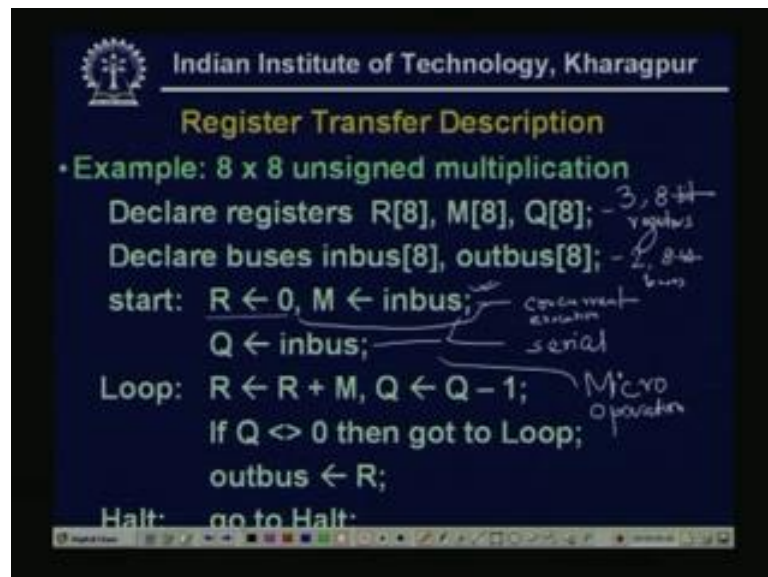 Indian Institute of Technology, Kharagpur
Register Transfer Description
• Example: 8 x 8 unsigned multiplication
Declare registers R[8], M[8], Q[8]; - 3, 8 bit
registers
Declare buses inbus[8], outbus[8]; - 2, 8-bit
buses
start: R ← 0, M ← inbus; concurrent
execution
Q ← inbus; serial
Loop: R ← R + M, Q ← Q – 1; Micro
operation
If Q <> 0 then got to Loop;
outbus ← R;
Halt: go to Halt;